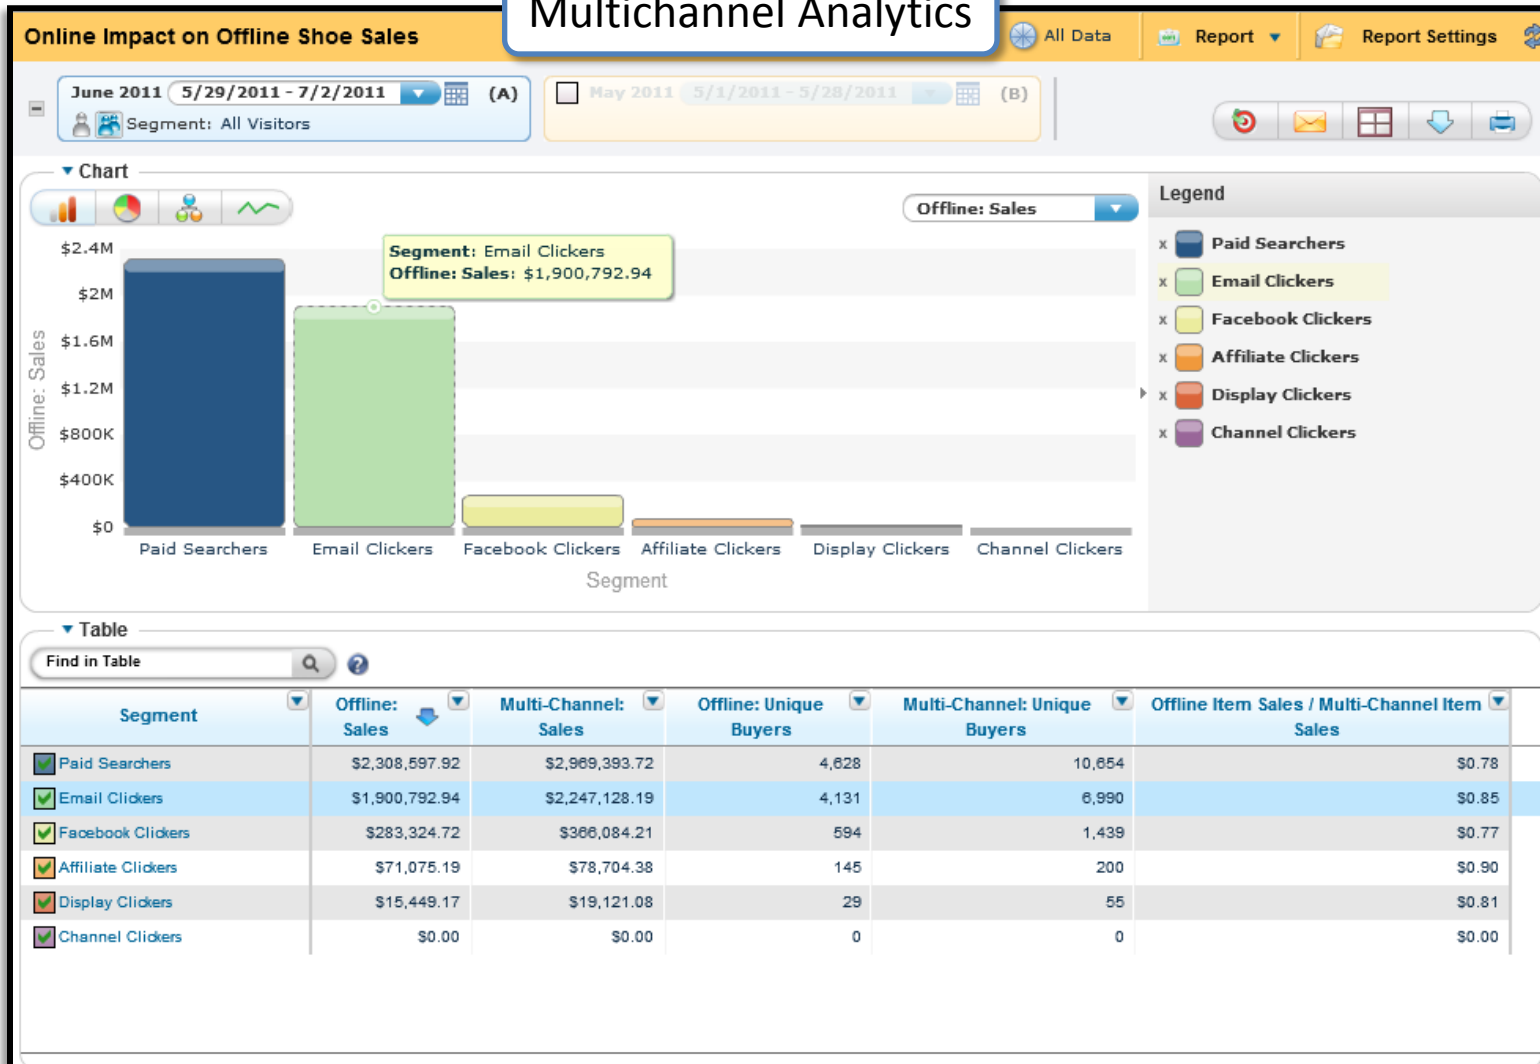 Multichannel Analytics
Online Impact on Offline Shoe Sales
All Data
Report
Report Settings
June 2011 5/29/2011 - 7/2/2011 (A)
Segment: All Visitors
May 2011 5/1/2011 - 5/28/2011 (B)
Chart
Offline: Sales
Legend
x Paid Searchers
x Email Clickers
x Facebook Clickers
x Affiliate Clickers
x Display Clickers
x Channel Clickers
Segment: Email Clickers
Offline: Sales: $1,900,792.94
$2.4M
$2M
$1.6M
$1.2M
$800K
$400K
$0
Offline: Sales
Paid Searchers Email Clickers Facebook Clickers Affiliate Clickers Display Clickers Channel Clickers
Segment
Table
Find in Table
Segment
Offline: Sales
Multi-Channel: Sales
Offline: Unique Buyers
Multi-Channel: Unique Buyers
Offline Item Sales / Multi-Channel Item Sales
Paid Searchers $2,308,597.92 $2,969,393.72 4,628 10,654 $0.78
Email Clickers $1,900,792.94 $2,247,128.19 4,131 6,990 $0.85
Facebook Clickers $283,324.72 $366,084.21 594 1,439 $0.77
Affiliate Clickers $71,075.19 $78,704.38 145 200 $0.90
Display Clickers $15,449.17 $19,121.08 29 55 $0.81
Channel Clickers $0.00 $0.00 0 0 $0.00